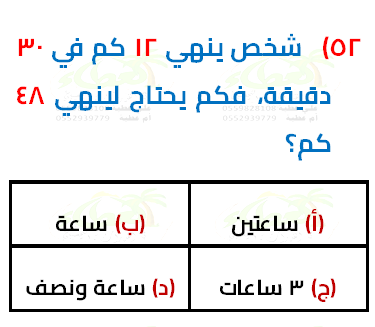 ٥٢) شخص ينهي ١٢ كم في ٣٠
دقيقة، فكم يحتاج لينهي ٤٨
كم؟
(أ) ساعتين
(ب) ساعة
(ج) ٣ ساعات
(د) ساعة ونصف